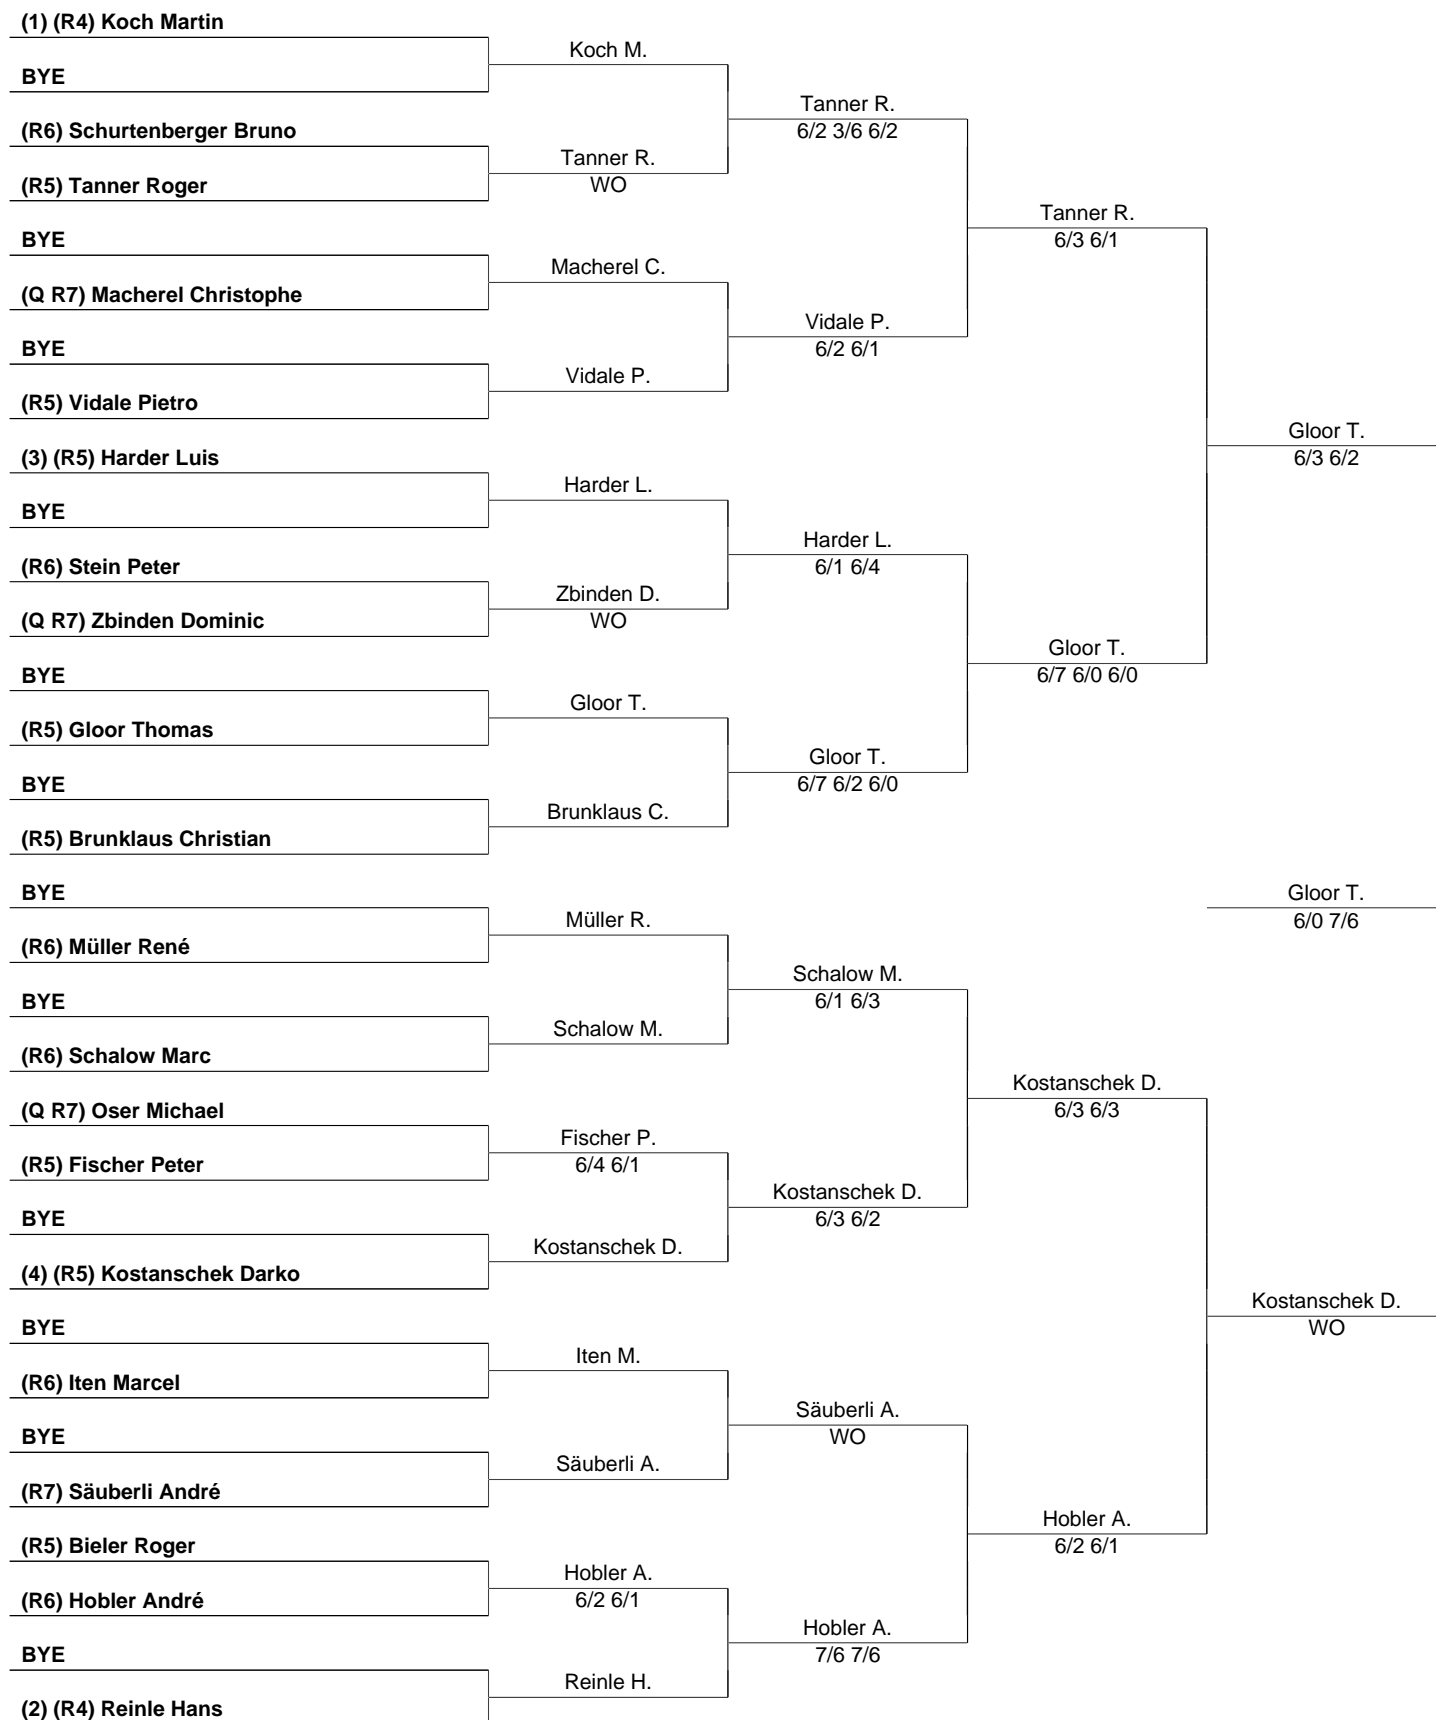 (1) (R4) Koch Martin
BYE
(R6) Schurtenberger Bruno
(R5) Tanner Roger
BYE
(Q R7) Macherel Christophe
BYE
(R5) Vidale Pietro
(3) (R5) Harder Luis
BYE
(R6) Stein Peter
(Q R7) Zbinden Dominic
BYE
(R5) Gloor Thomas
BYE
(R5) Brunklaus Christian
BYE
(R6) Müller René
BYE
(R6) Schalow Marc
(Q R7) Oser Michael
(R5) Fischer Peter
BYE
(4) (R5) Kostanschek Darko
BYE
(R6) Iten Marcel
BYE
(R7) Säuberli André
(R5) Bieler Roger
(R6) Hobler André
BYE
(2) (R4) Reinle Hans
Koch M.
Tanner R.
WO
Macherel C.
Vidale P.
Harder L.
Zbinden D.
WO
Gloor T.
Brunklaus C.
Müller R.
Schalow M.
Fischer P.
6/4 6/1
Kostanschek D.
Iten M.
Säuberli A.
Hobler A.
6/2 6/1
Reinle H.
Tanner R.
6/2 3/6 6/2
Vidale P.
6/2 6/1
Harder L.
6/1 6/4
Gloor T.
6/7 6/2 6/0
Schalow M.
6/1 6/3
Kostanschek D.
6/3 6/2
Säuberli A.
WO
Hobler A.
7/6 7/6
Tanner R.
6/3 6/1
Gloor T.
6/7 6/0 6/0
Kostanschek D.
6/3 6/3
Hobler A.
6/2 6/1
Gloor T.
6/3 6/2
Gloor T.
6/0 7/6
Kostanschek D.
WO